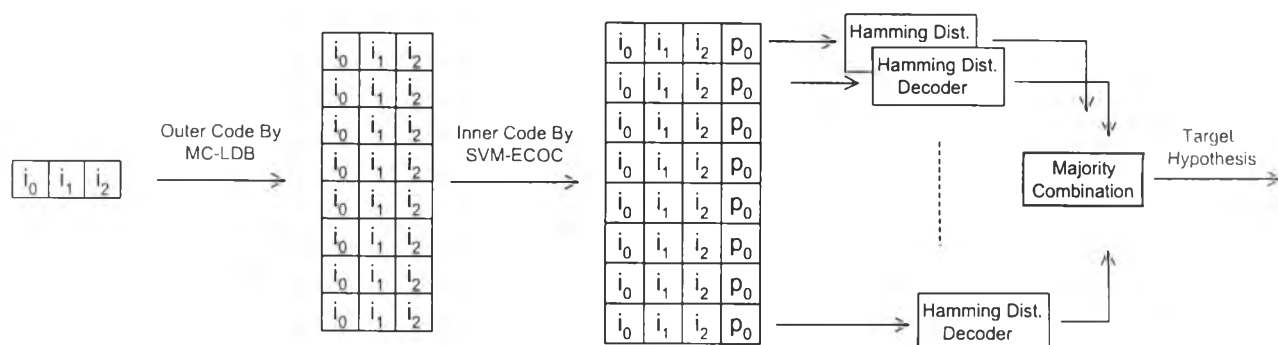 i0 i1 i2
Outer Code By
MC-LDB
i0 i1 i2
i0 i1 i2
i0 i1 i2
i0 i1 i2
i0 i1 i2
i0 i1 i2
i0 i1 i2
i0 i1 i2
Inner Code By
SVM-ECOC
i0 i1 i2 p0
i0 i1 i2 p0
i0 i1 i2 p0
i0 i1 i2 p0
i0 i1 i2 p0
i0 i1 i2 p0
i0 i1 i2 p0
i0 i1 i2 p0
Hamming Dist.
Hamming Dist.
Decoder
Hamming Dist.
Decoder
Majority
Combination
Target
Hypothesis